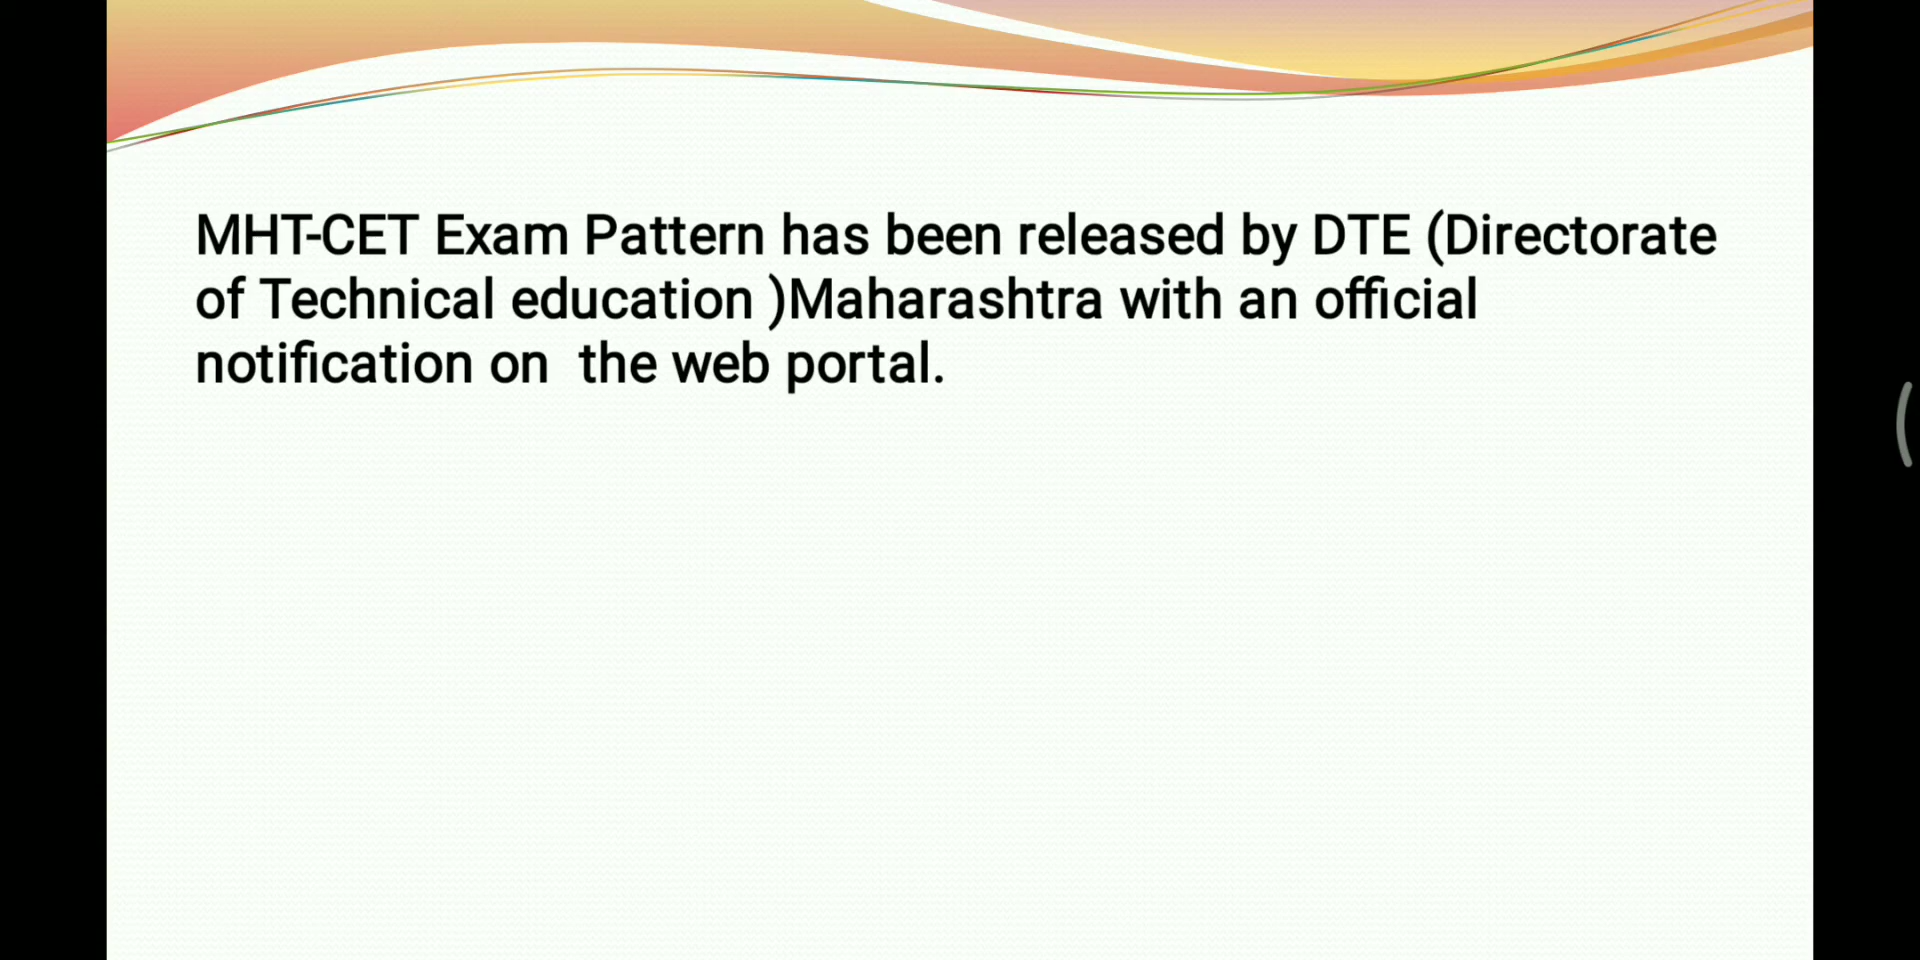 MHT-CET Exam Pattern has been released by DTE (Directorate
of Technical education )Maharashtra with an official
notification on  the web portal.